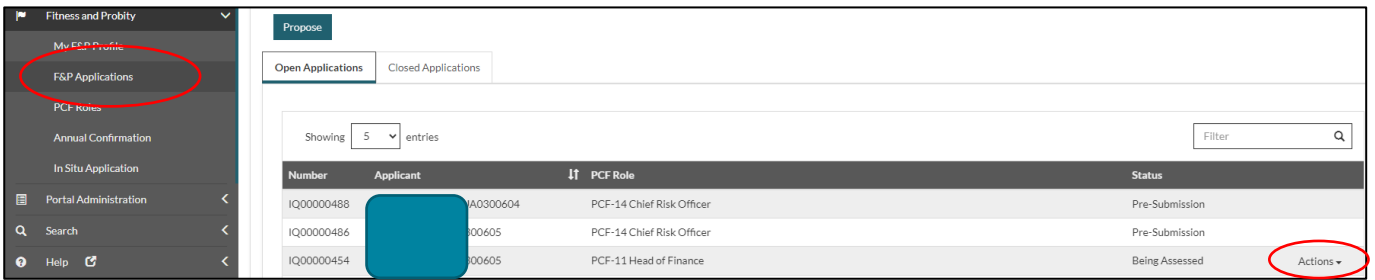 Fitness and Probity
My F&P Profile
F&P Applications
PCF Roles
Annual Confirmation
In Situ Application
Portal Administration
Search
Help
Propose
Open Applications Closed Applications
Showing 5 entries Filter
Number Applicant PCF Role Status
IQ00000488 IA0300604 PCF-14 Chief Risk Officer Pre-Submission
IQ00000486 300605 PCF-14 Chief Risk Officer Pre-Submission
IQ00000454 300605 PCF-11 Head of Finance Being Assessed Actions